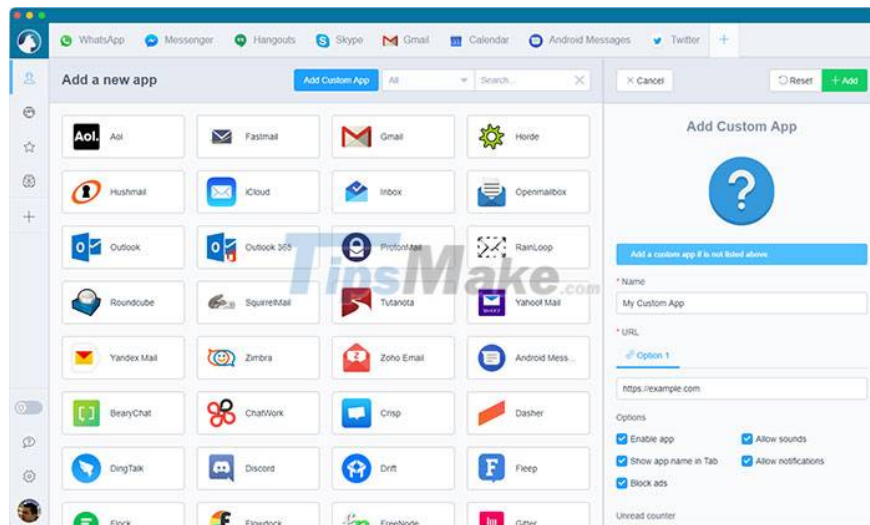 WhatsApp Messenger Hangouts Skype Gmail Calendar Android Messages Twitter
Add a new app Add Custom App All Search...
Aol. Aol Fastmail Gmail Horde
Hushmail iCloud Inbox Openmailbox
Outlook Outlook 365 ProtonMail RainLoop
Roundcube SquirrelMail Tutanota Yahoo! Mail
Yandex Mail Zimbra Zoho Email Android Mess...
BearyChat ChatWork Crisp Dasher
DingTalk Discord Drift Fleep
Flock Flowdock FreeNode Gitter
TipsMake.com
Cancel Reset Add
Add Custom App
Add a custom app if is not listed above
* Name
My Custom App
* URL
Option 1
https://example.com
Options
Enable app Allow sounds
Show app name in Tab Allow notifications
Block ads
Unread counter